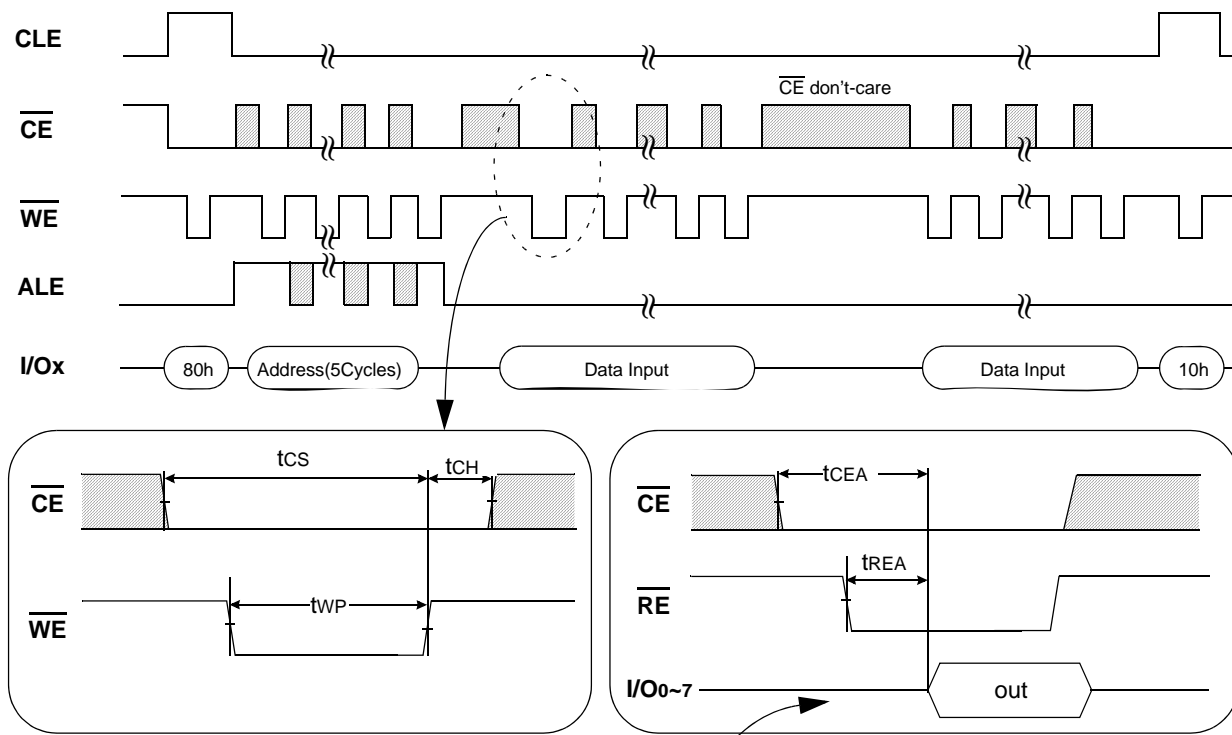 CLE
CE
CE don't-care
WE
ALE
I/Ox
80h
Address(5Cycles)
Data Input
Data Input
10h
tCS
tCH
CE
tWP
WE
tCEA
CE
tREA
RE
I/O0~7
out